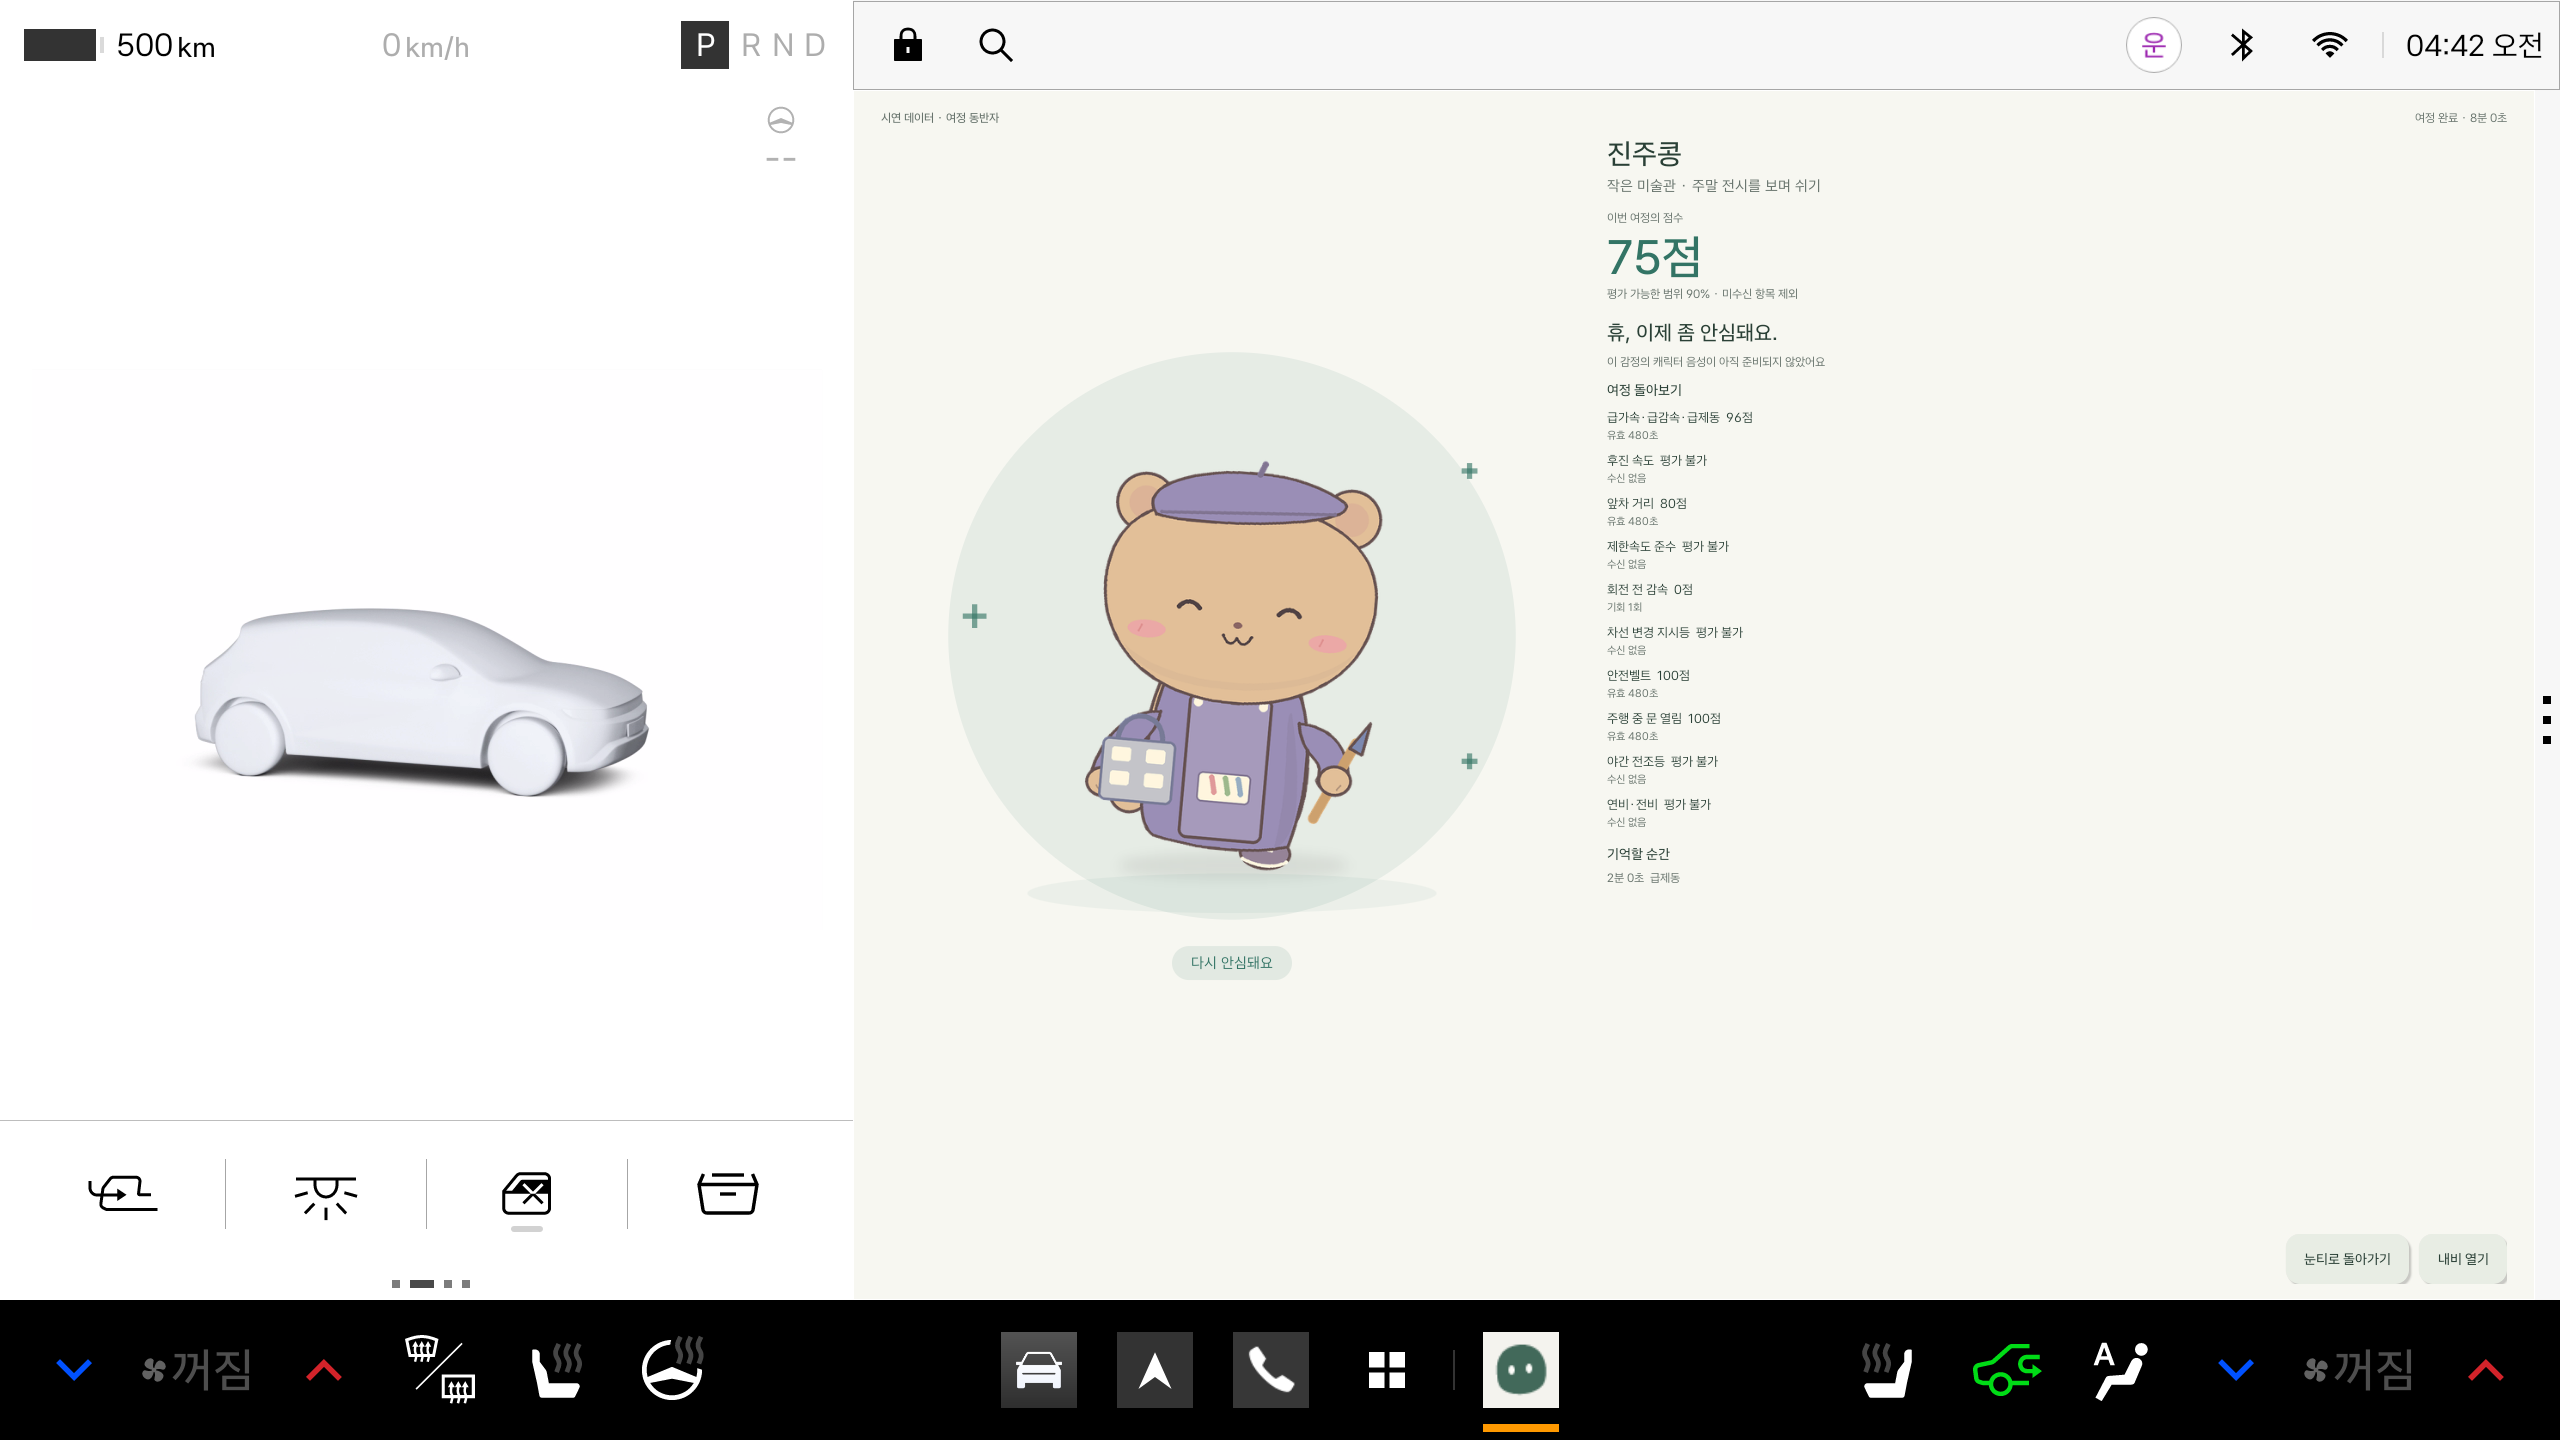 500 km
0 km/h
P R N D
운
04:42 오전
시연 데이터 · 여정 동반자
여정 완료 · 8분 0초
진주콩
작은 미술관 · 주말 전시를 보며 쉬기
이번 여정의 점수
75점
평가 가능한 범위 90% · 미수신 항목 제외
휴, 이제 좀 안심돼요.
이 감정의 캐릭터 음성이 아직 준비되지 않았어요
여정 돌아보기
급가속·급감속·급제동 96점
유효 480초
후진 속도 평가 불가
수신 없음
앞차 거리 80점
유효 480초
제한속도 준수 평가 불가
수신 없음
회전 전 감속 0점
기회 1회
차선 변경 지시등 평가 불가
수신 없음
안전벨트 100점
유효 480초
주행 중 문 열림 100점
유효 480초
야간 전조등 평가 불가
수신 없음
연비·전비 평가 불가
수신 없음
기억할 순간
2분 0초 급제동
다시 안심돼요
눈티로 돌아가기
내비 열기
꺼짐
A
꺼짐